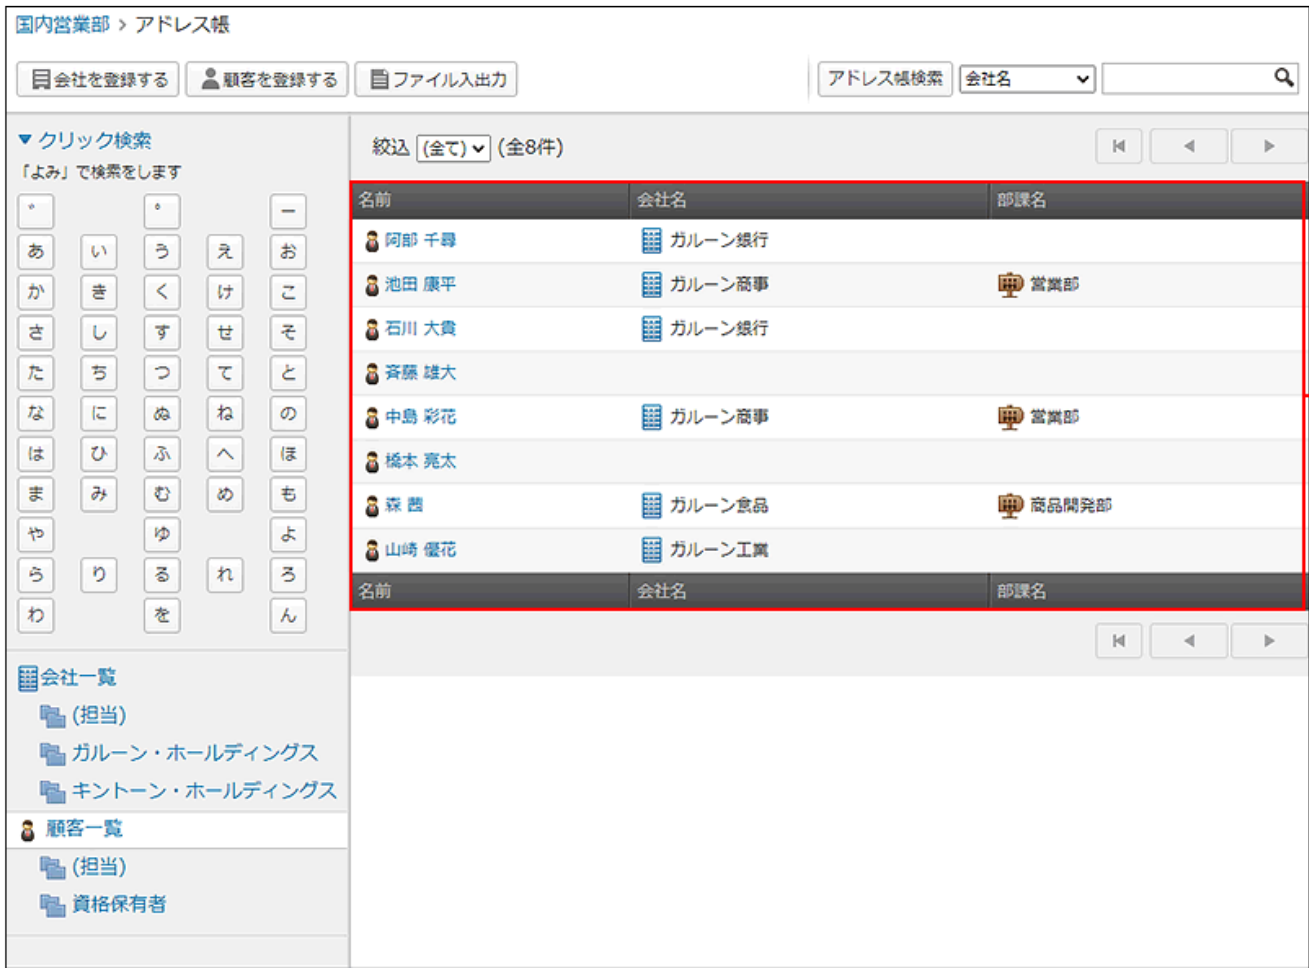 国内営業部 > アドレス帳
会社を登録する 顧客を登録する ファイル入出力 アドレス帳検索 会社名
クリック検索
「よみ」で検索をします
゛ ゜ ー
あ い う え お
か き く け こ
さ し す せ そ
た ち つ て と
な に ぬ ね の
は ひ ふ へ ほ
ま み む め も
や ゆ よ
ら り る れ ろ
わ を ん
会社一覧
(担当)
ガルーン・ホールディングス
キントーン・ホールディングス
顧客一覧
(担当)
資格保有者
絞込 (全て) (全8件)
名前 会社名 部課名
阿部 千尋 ガルーン銀行
池田 康平 ガルーン商事 営業部
石川 大貴 ガルーン銀行
斉藤 雄大
中島 彩花 ガルーン商事 営業部
橋本 亮太
森 茜 ガルーン食品 商品開発部
山崎 優花 ガルーン工業
名前 会社名 部課名